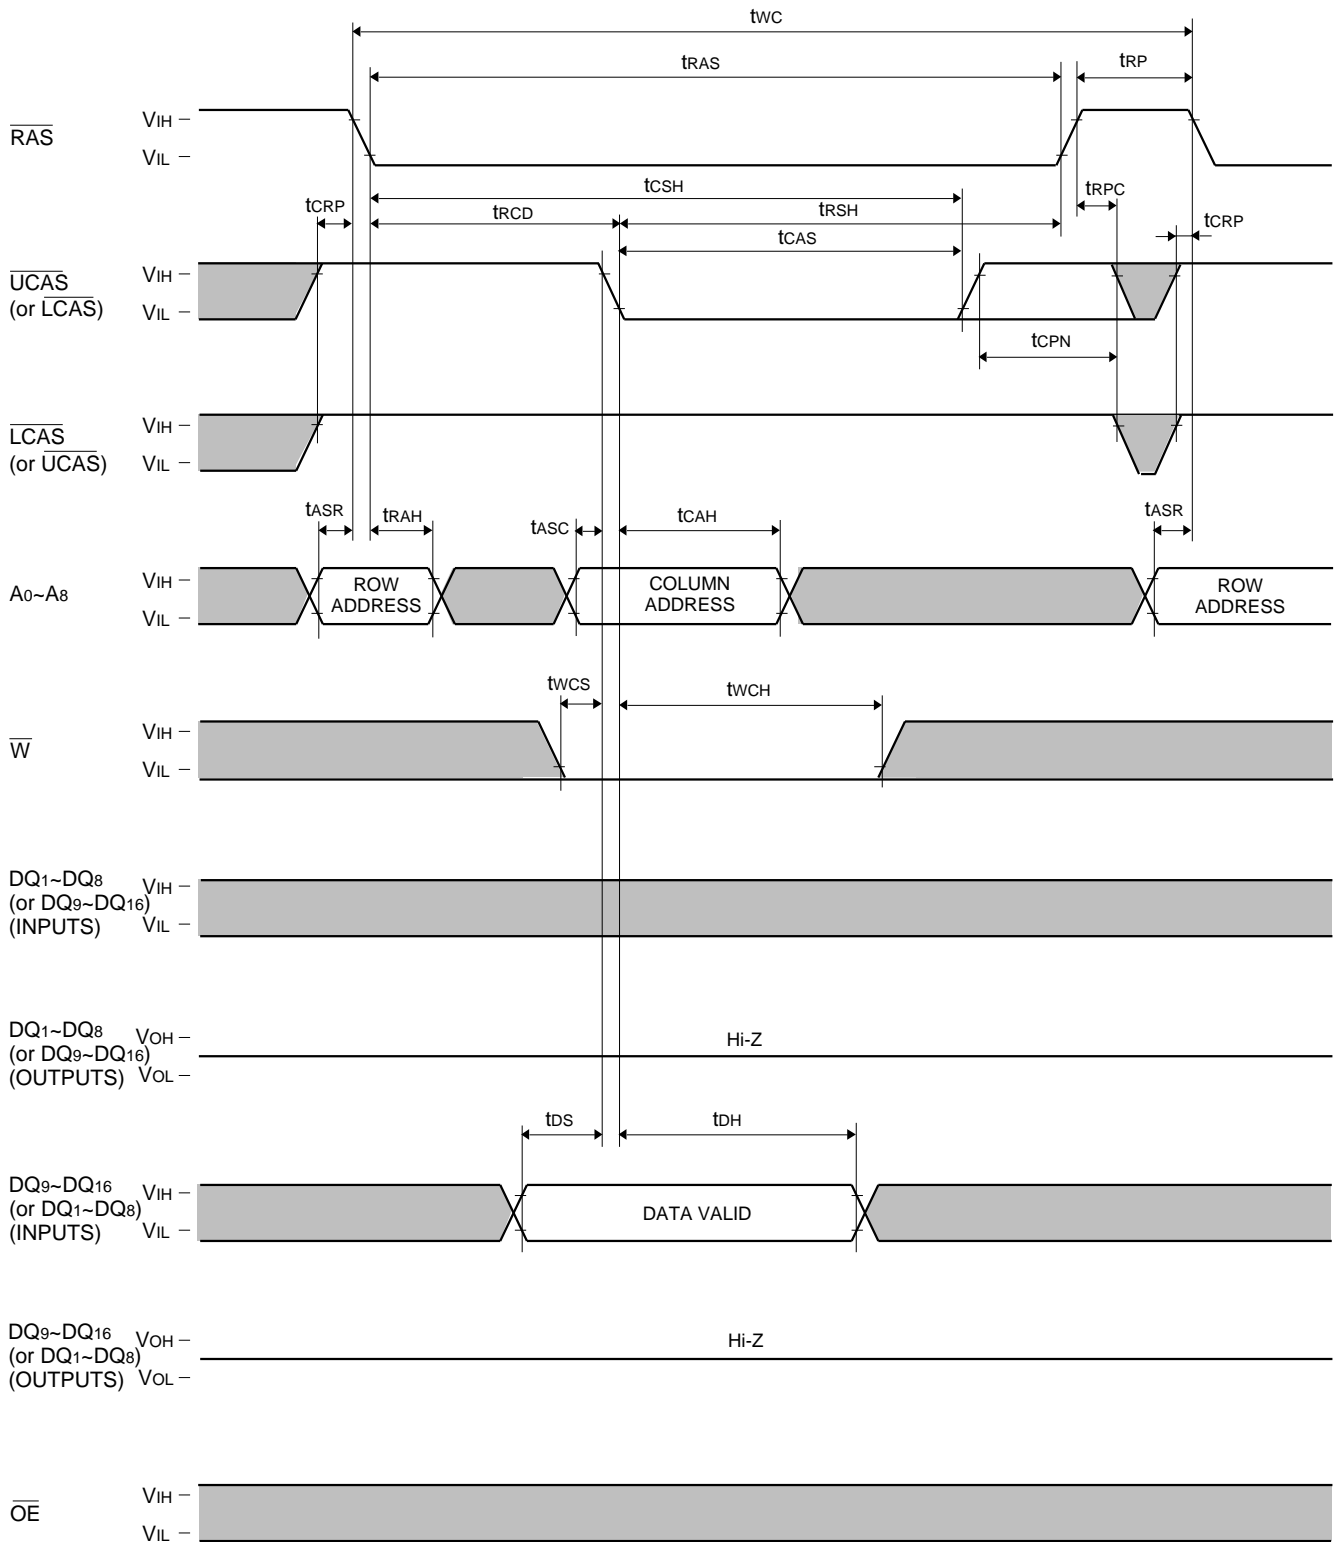 tWC
tRAS
tRP
RAS
VIH –
VIL –
tCSH
tRPC
tCRP
tRCD
tRSH
tCRP
tCAS
UCAS
(or LCAS)
VIH –
VIL –
tCPN
LCAS
(or UCAS)
VIH –
VIL –
tASR
tRAH
tASC
tCAH
tASR
A0~A8
VIH –
VIL –
ROW
ADDRESS
COLUMN
ADDRESS
ROW
ADDRESS
tWCS
tWCH
W
VIH –
VIL –
DQ1~DQ8
(or DQ9~DQ16)
(INPUTS)
VIH –
VIL –
DQ1~DQ8
(or DQ9~DQ16)
(OUTPUTS)
VOH –
VOL –
Hi-Z
tDS
tDH
DQ9~DQ16
(or DQ1~DQ8)
(INPUTS)
VIH –
VIL –
DATA VALID
DQ9~DQ16
(or DQ1~DQ8)
(OUTPUTS)
VOH –
VOL –
Hi-Z
OE
VIH –
VIL –